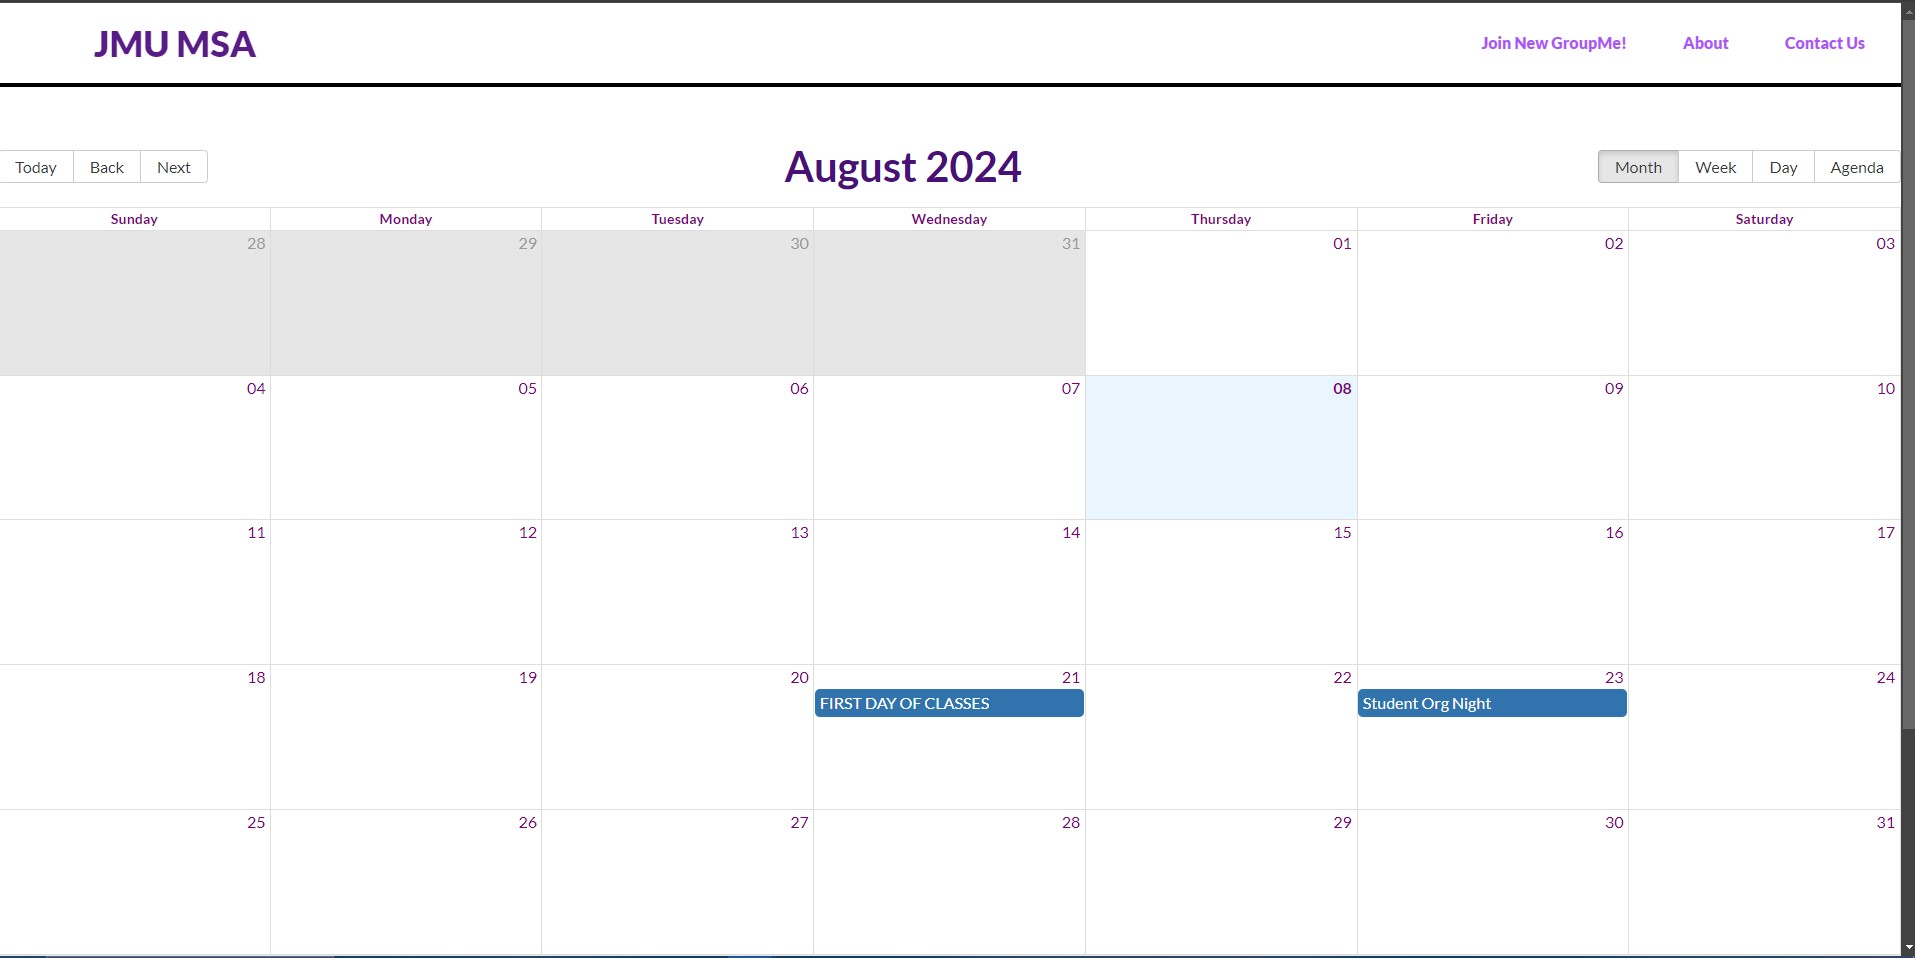 JMU MSA
Join New GroupMe! About Contact Us
Today Back Next
August 2024
Month Week Day Agenda
Sunday Monday Tuesday Wednesday Thursday Friday Saturday
28 29 30 31 01 02 03
04 05 06 07 08 09 10
11 12 13 14 15 16 17
18 19 20 21 22 23 24
FIRST DAY OF CLASSES Student Org Night
25 26 27 28 29 30 31